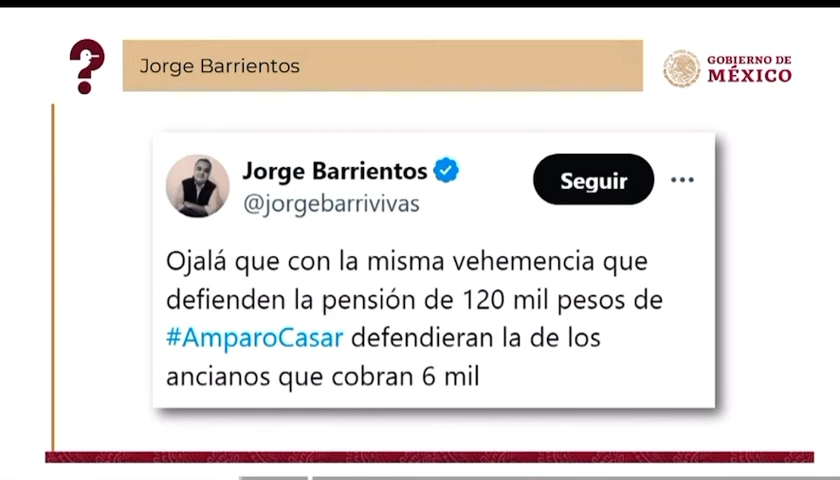 Jorge Barrientos
GOBIERNO DE
MÉXICO
Jorge Barrientos
Seguir
@jorgebarrivivas
Ojalá que con la misma vehemencia que
defienden la pensión de 120 mil pesos de
#AmparoCasar defendieran la de los
ancianos que cobran 6 mil